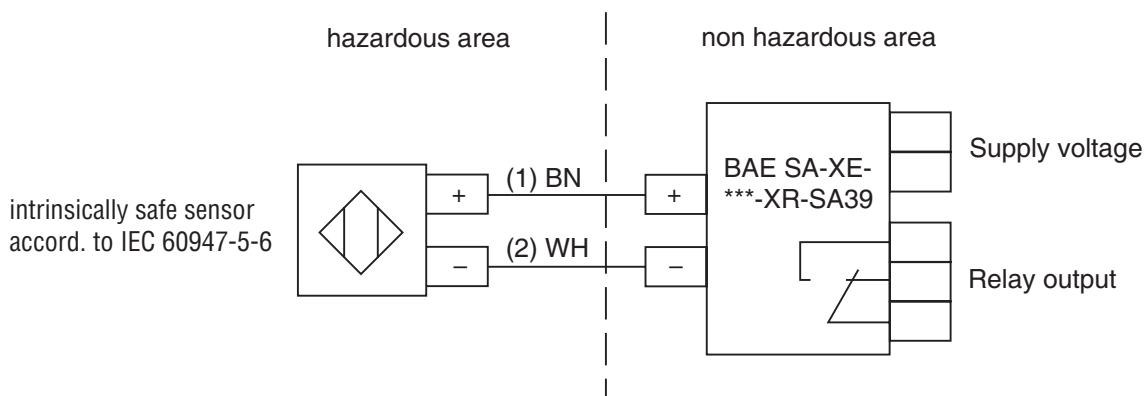 hazardous area
non hazardous area
intrinsically safe sensor
accord. to IEC 60947-5-6
+
(1) BN
+
−
(2) WH
−
BAE SA-XE-
***-XR-SA39
Supply voltage
Relay output